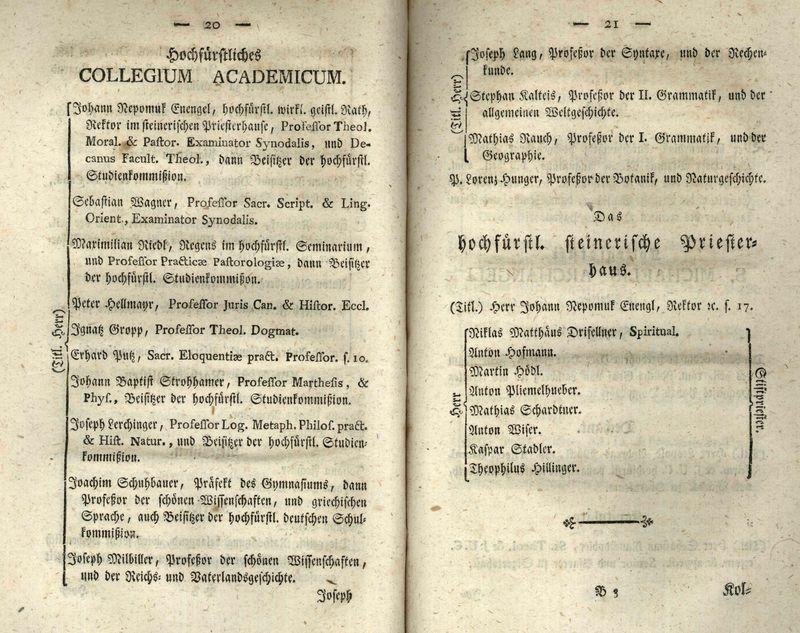 — 20 —
Hochfürstliches
COLLEGIUM ACADEMICUM.
(Titl. Herr)
Johann Nepomuk Enengel, hochfürstl. wirkl. geistl. Rath,
Rektor im steinerischen Priesterhause, Professor Theol.
Moral. & Pastor. Examinator Synodalis, und De-
canus Facult. Theol., dann Beisitzer der hochfürstl.
Studienkommißion.
Sebastian Wagner, Professor Sacr. Script. & Ling.
Orient., Examinator Synodalis.
Maximilian Riedl, Regens im hochfürstl. Seminarium,
und Professor Practicæ Pastorologiæ, dann Beisitzer
der hochfürstl. Studienkommißion.
Peter Hellmayr, Professor Juris Can. & Histor. Eccl.
Ignatz Gropp, Professor Theol. Dogmat.
Erhard Putz, Sacr. Eloquentiæ pract. Professor. s. 10.
Johann Baptist Strohhamer, Professor Marthesis, &
Phys., Beisitzer der hochfürstl. Studienkommißion.
Joseph Lerchinger, Professor Log. Metaph. Philos. pract.
& Hist. Natur., und Beisitzer der hochfürstl. Studien-
kommißion.
Joachim Schuhbauer, Präfekt des Gymnasiums, dann
Profeßor der schönen Wissenschaften, und griechischen
Sprache, auch Beisitzer der hochfürstl. deutschen Schul-
kommißion.
Joseph Milbiller, Profeßor der schönen Wissenschaften,
und der Reichs- und Vaterlandsgeschichte.
Joseph
— 21 —
(Titl. Herr)
Joseph Lang, Profeßor der Syntaxe, und der Rechen-
kunde.
Stephan Kalteis, Profeßor der II. Grammatik, und der
allgemeinen Weltgeschichte.
Mathias Rauch, Profeßor der I. Grammatik, und der
Geographie.
P. Lorenz Hunger, Profeßor der Botanik, und Naturgeschichte.
Das
hochfürstl. steinerische Priester-
haus.
(Titl.) Herr Johann Nepomuk Enengl, Rektor ꝛc. s. 17.
Herr
Niklas Matthäus Drisellner, Spiritual.
Anton Hofmann.
Martin Hödl.
Anton Pliemelhueber.
Mathias Schardtner.
Anton Wiser.
Kaspar Stadler.
Theophilus Hillinger.
Stiftpriester.
B 3
Kol-